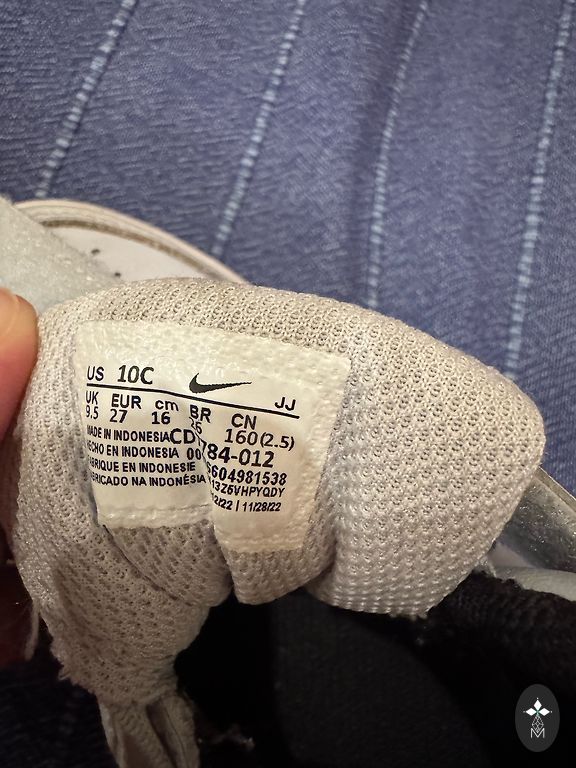 US 10C
JJ
UK EUR cm BR CN
9.5 27 16 26 160(2.5)
MADE IN INDONESIA
HECHO EN INDONESIA
FABRIQUE EN INDONESIE
FABRICADO NA INDONÉSIA
784-012
604981538
13Z6VHPYQDY
11/28/22
M